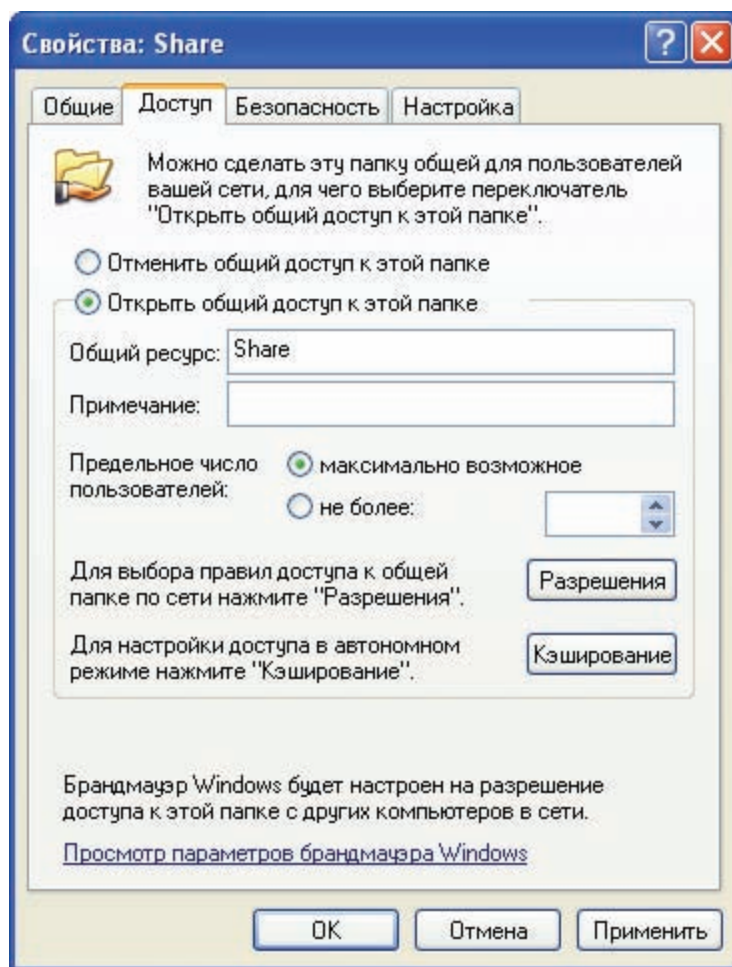 Свойства: Share
Общие Доступ Безопасность Настройка
Можно сделать эту папку общей для пользователей
вашей сети, для чего выберите переключатель
"Открыть общий доступ к этой папке".
Отменить общий доступ к этой папке
Открыть общий доступ к этой папке
Общий ресурс: Share
Примечание:
Предельное число
пользователей:
максимально возможное
не более:
Для выбора правил доступа к общей
папке по сети нажмите "Разрешения".
Разрешения
Для настройки доступа в автономном
режиме нажмите "Кэширование".
Кэширование
Брандмауэр Windows будет настроен на разрешение
доступа к этой папке с других компьютеров в сети.
Просмотр параметров брандмауэра Windows
OK Отмена Применить